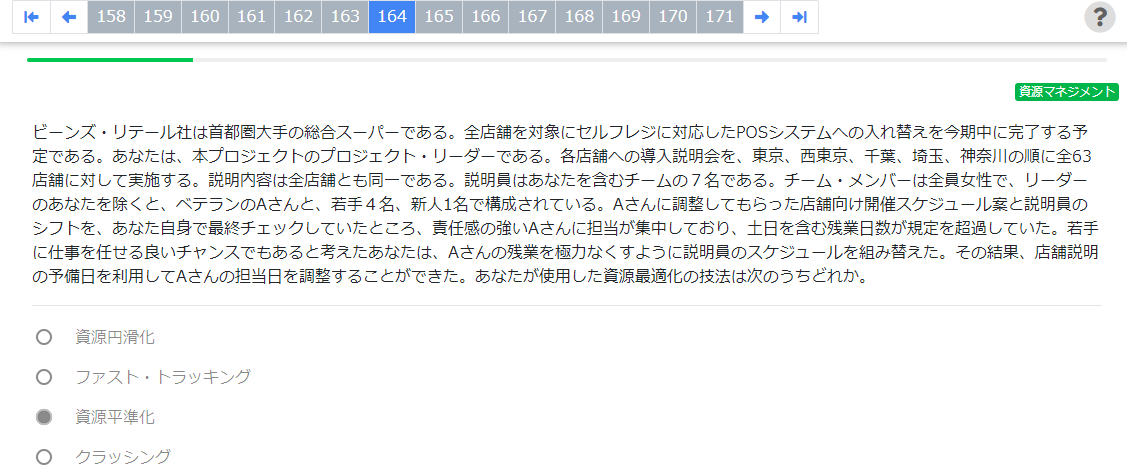 158 159 160 161 162 163 164 165 166 167 168 169 170 171 ?
資源マネジメント
ビーンズ・リテール社は首都圏大手の総合スーパーである。全店舗を対象にセルフレジに対応したPOSシステムへの入れ替えを今期中に完了する予
定である。あなたは、本プロジェクトのプロジェクト・リーダーである。各店舗への導入説明会を、東京、西東京、千葉、埼玉、神奈川の順に全63
店舗に対して実施する。説明内容は全店舗とも同一である。説明員はあなたを含むチームの７名である。チーム・メンバーは全員女性で、リーダー
のあなたを除くと、ベテランのAさんと、若手４名、新人1名で構成されている。Aさんに調整してもらった店舗向け開催スケジュール案と説明員の
シフトを、あなた自身で最終チェックしていたところ、責任感の強いAさんに担当が集中しており、土日を含む残業日数が規定を超過していた。若手
に仕事を任せる良いチャンスでもあると考えたあなたは、Aさんの残業を極力なくすように説明員のスケジュールを組み替えた。その結果、店舗説明
の予備日を利用してAさんの担当日を調整することができた。あなたが使用した資源最適化の技法は次のうちどれか。
資源円滑化
ファスト・トラッキング
資源平準化
クラッシング